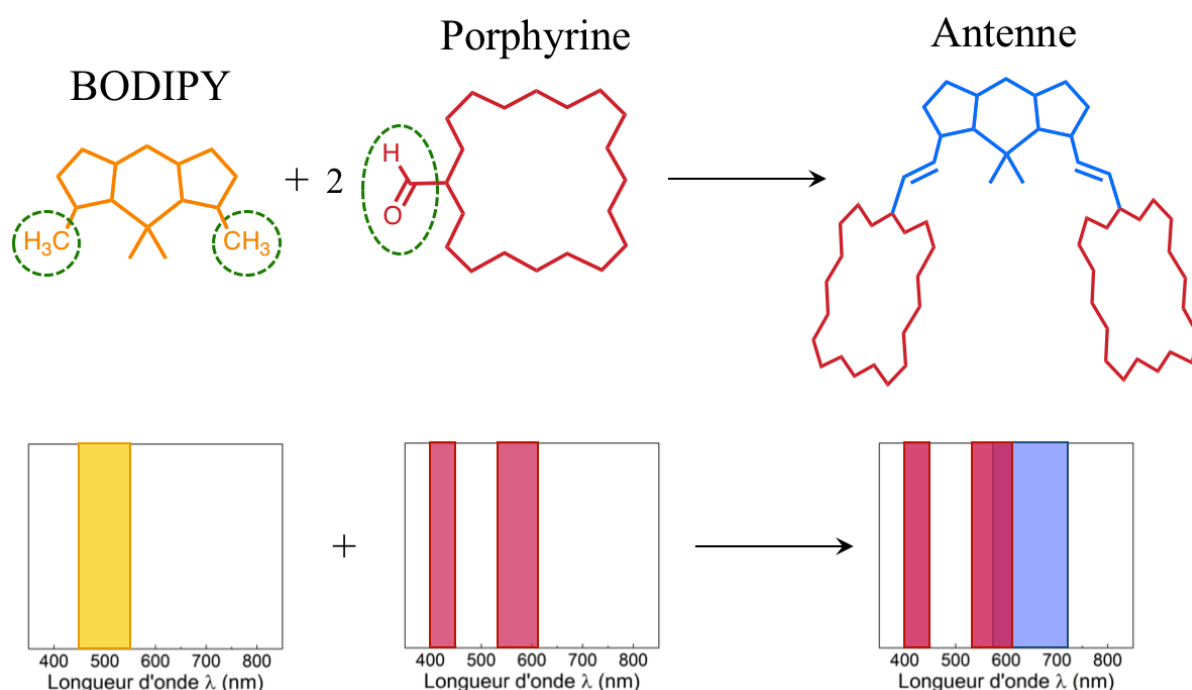 Porphyrine
Antenne
BODIPY
H
O
+ 2
H₃C
CH₃
400 500 600 700 800
Longueur d'onde λ (nm)
+
400 500 600 700 800
Longueur d'onde λ (nm)
400 500 600 700 800
Longueur d'onde λ (nm)